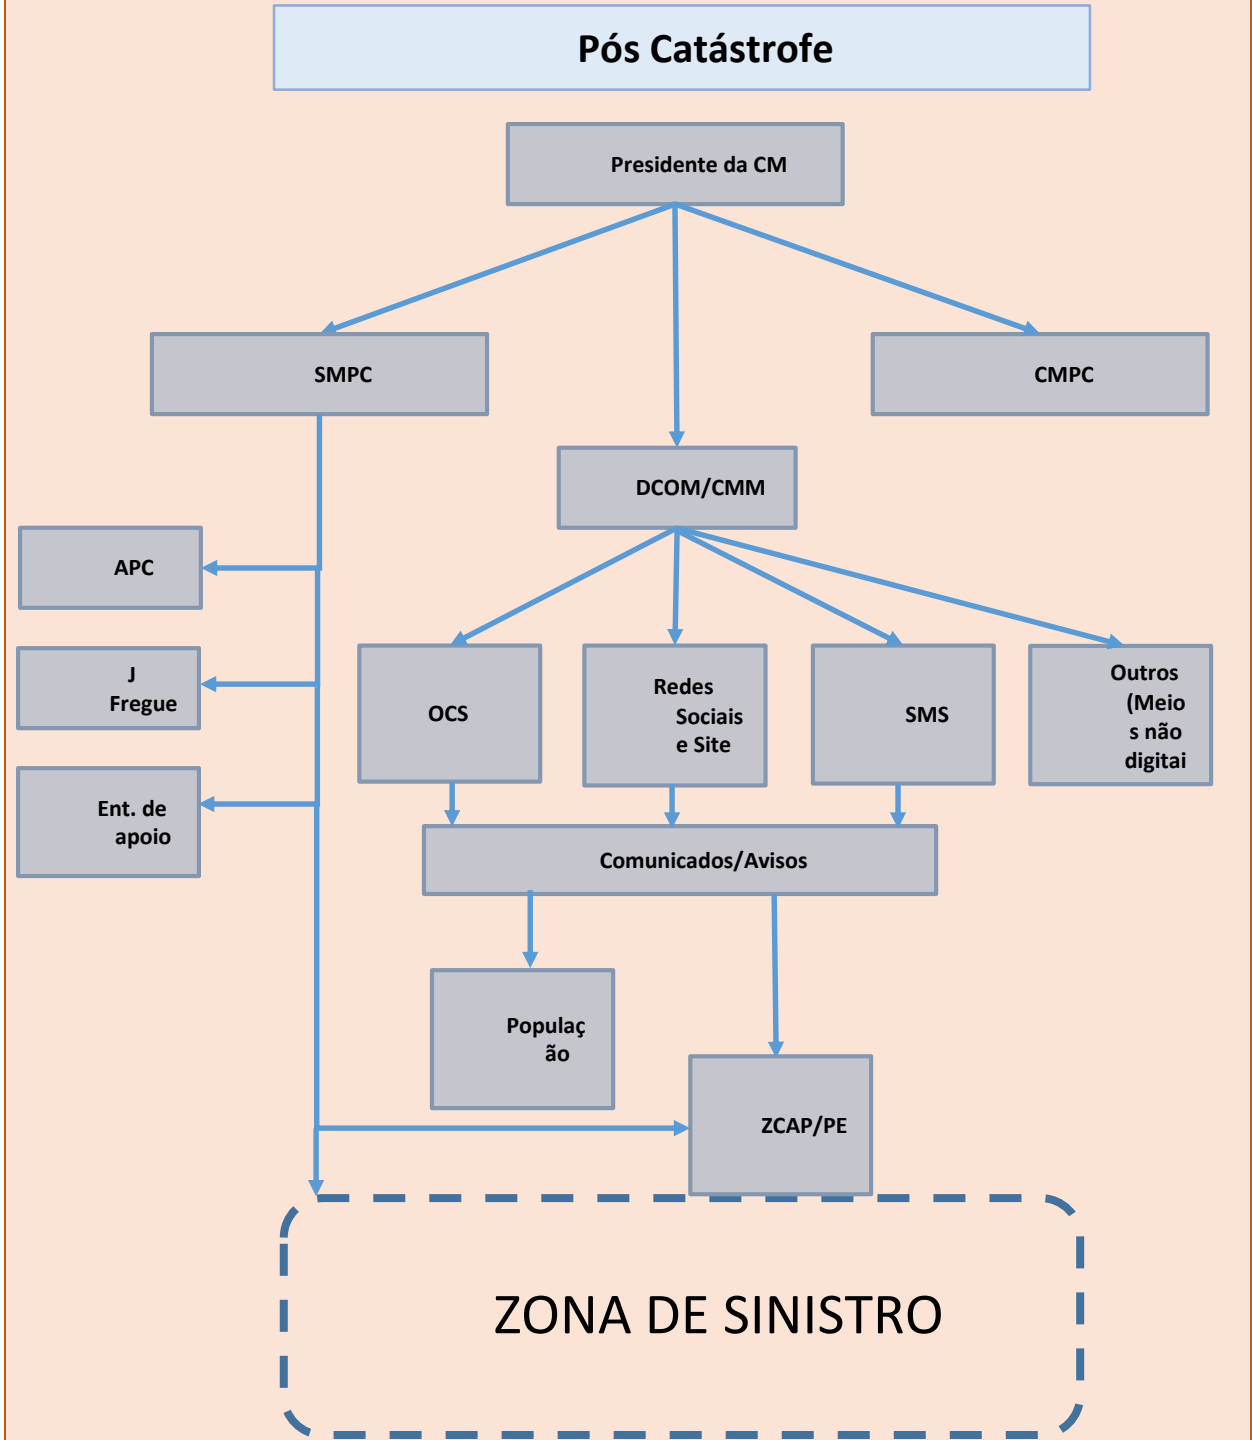 Pós Catástrofe
Presidente da CM
SMPC
CMPC
DCOM/CMM
APC
J
Fregue
Ent. de
apoio
OCS
Redes
Sociais
e Site
SMS
Outros
(Meio
s não
digitai
Comunicados/Avisos
Populaç
ão
ZCAP/PE
ZONA DE SINISTRO